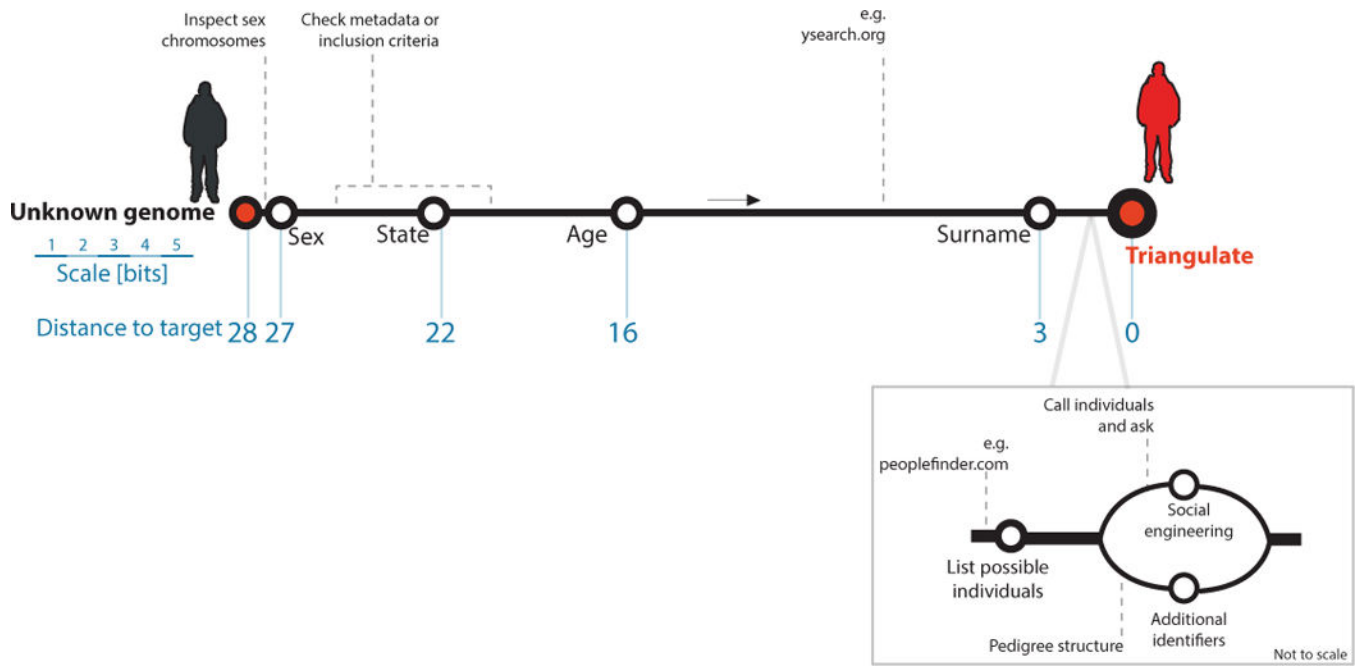 Inspect sex
chromosomes
Check metadata or
inclusion criteria
e.g.
ysearch.org
Unknown genome
Sex
State
Age
Surname
Triangulate
1 2 3 4 5
Scale [bits]
Distance to target 28 27 22 16 3 0
Call individuals
and ask
e.g.
peoplefinder.com
Social
engineering
List possible
individuals
Additional
identifiers
Pedigree structure
Not to scale